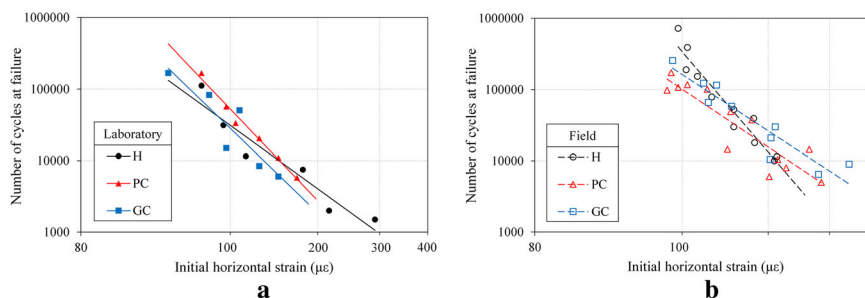 Number of cycles at failure
1000000
100000
10000
1000
Laboratory
H
PC
GC
80 100 200 300 400
Initial horizontal strain (με)
a
Number of cycles at failure
1000000
100000
10000
1000
Field
H
PC
GC
80 100
Initial horizontal strain (με)
b